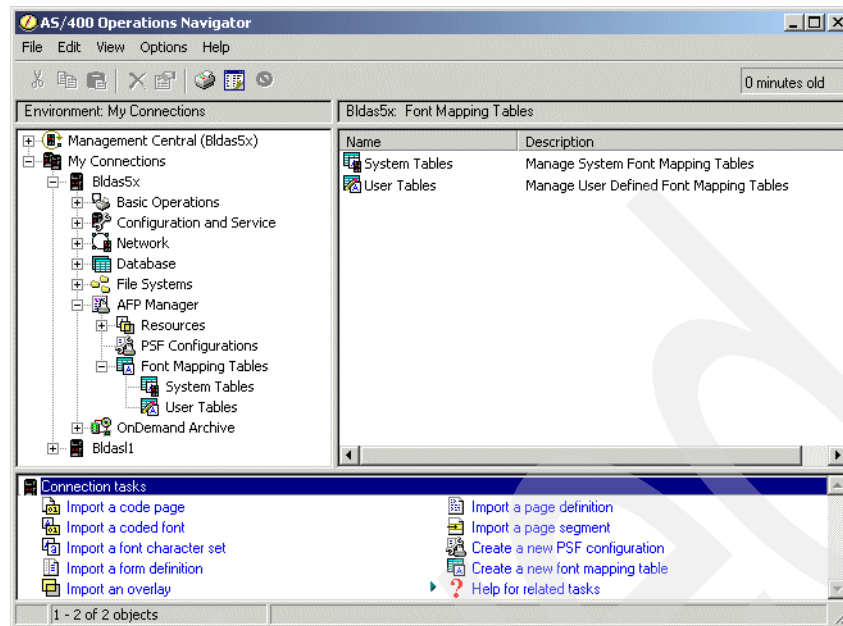 AS/400 Operations Navigator
File Edit View Options Help
0 minutes old
Environment: My Connections
Bldas5x: Font Mapping Tables
Management Central (Bldas5x)
My Connections
Bldas5x
Basic Operations
Configuration and Service
Network
Database
File Systems
AFP Manager
Resources
PSF Configurations
Font Mapping Tables
System Tables
User Tables
OnDemand Archive
Bldasl1
Name Description
System Tables Manage System Font Mapping Tables
User Tables Manage User Defined Font Mapping Tables
Connection tasks
Import a code page
Import a coded font
Import a font character set
Import a form definition
Import an overlay
Import a page definition
Import a page segment
Create a new PSF configuration
Create a new font mapping table
Help for related tasks
1 - 2 of 2 objects